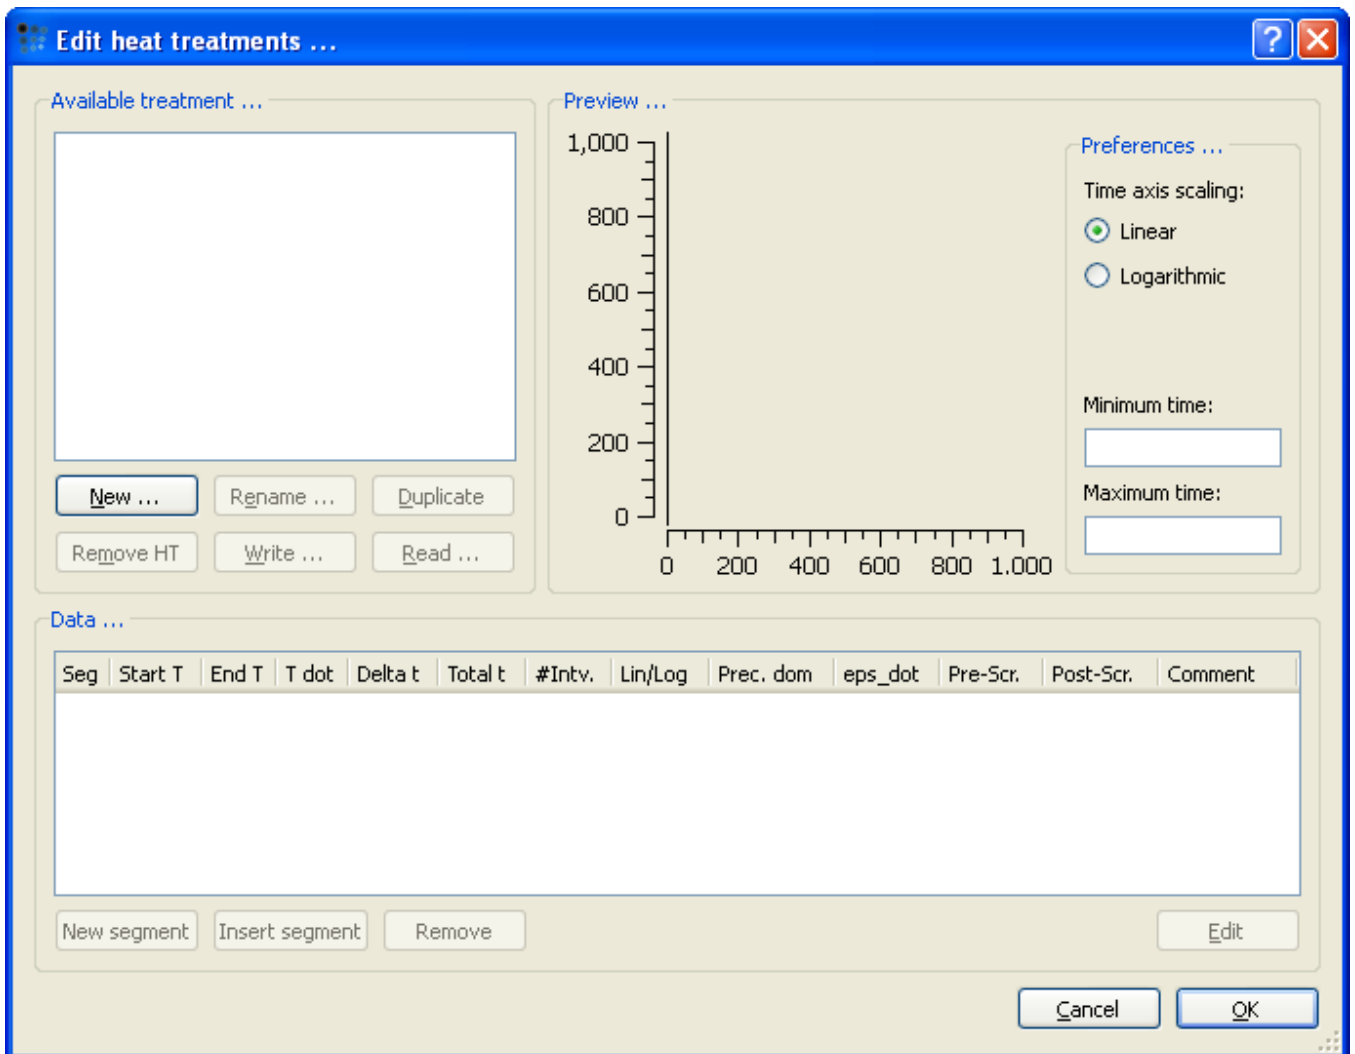 Edit heat treatments ...
Available treatment ...
New ...
Rename ...
Duplicate
Remove HT
Write ...
Read ...
Preview ...
1,000
800
600
400
200
0
0 200 400 600 800 1.000
Preferences ...
Time axis scaling:
Linear
Logarithmic
Minimum time:
Maximum time:
Data ...
Seg Start T End T T dot Delta t Total t #Intv. Lin/Log Prec. dom eps_dot Pre-Scr. Post-Scr. Comment
New segment Insert segment Remove Edit
Cancel OK